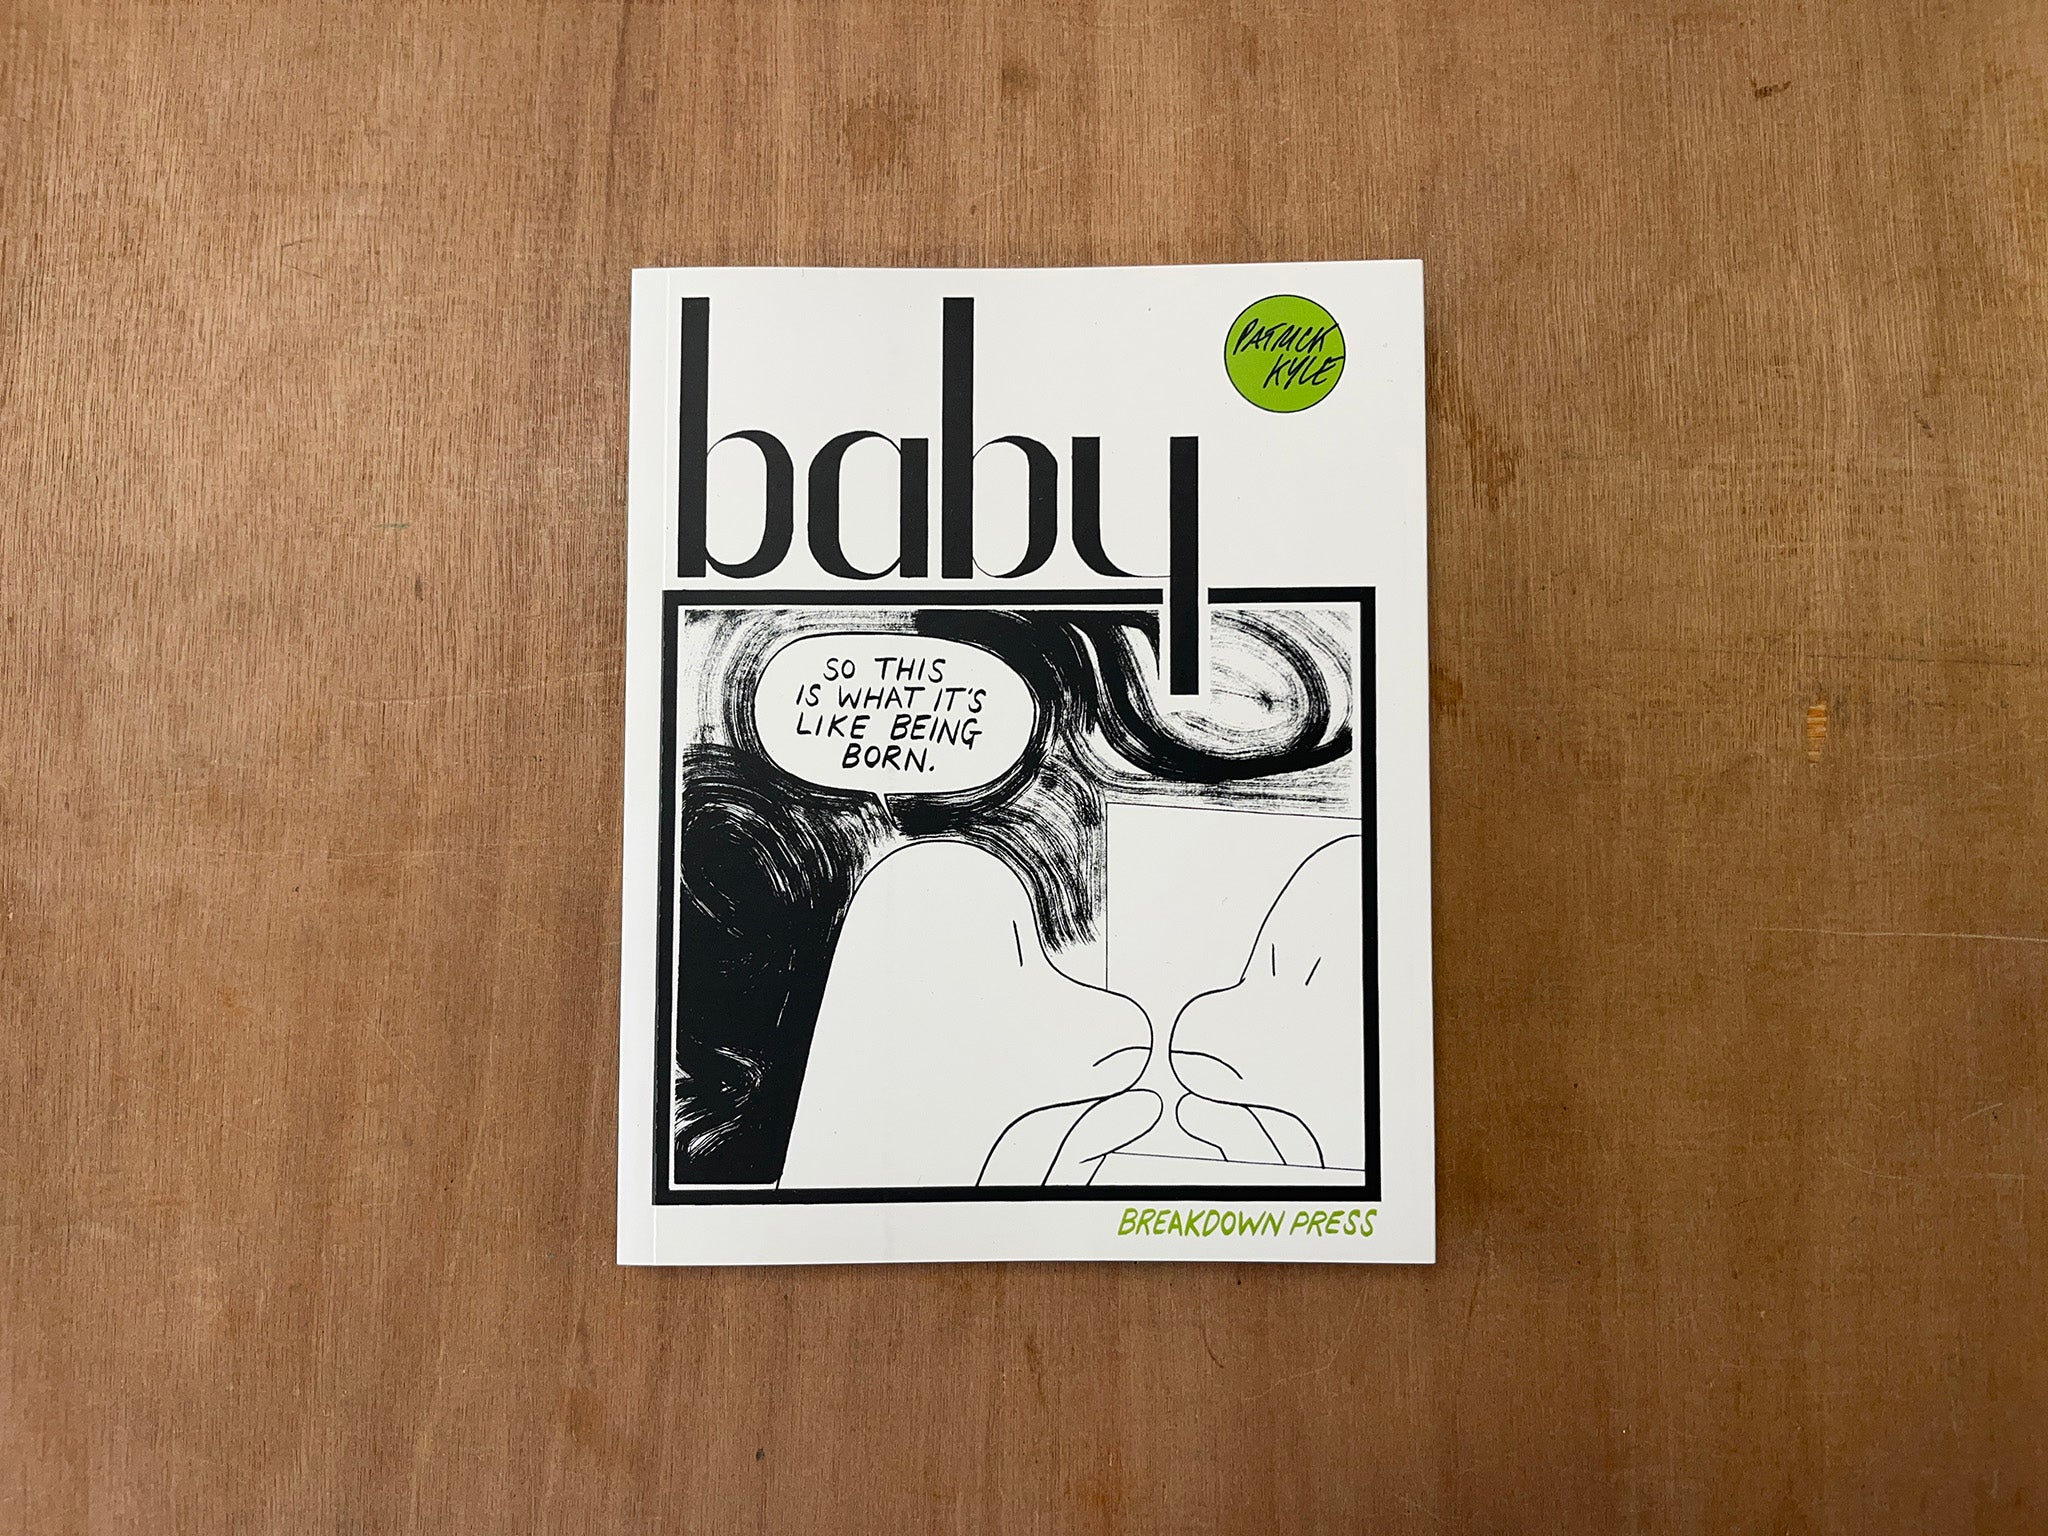 baby
PATRICK
KYLE
SO THIS
IS WHAT IT'S
LIKE BEING
BORN.
BREAKDOWN PRESS